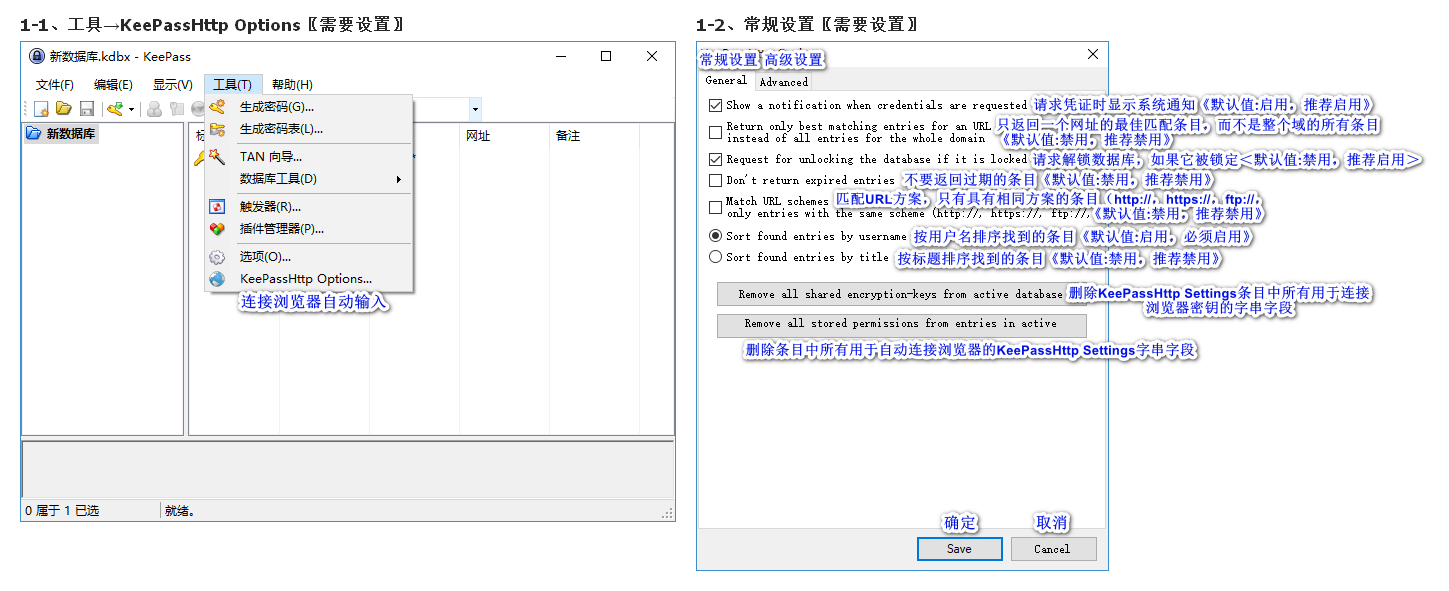 1-1、工具→KeePassHttp Options〖需要设置〗
新数据库.kdbx - KeePass
文件(F) 编辑(E) 显示(V) 工具(T) 帮助(H)
生成密码(G)...
生成密码表(L)...
TAN 向导...
数据库工具(D)
触发器(R)...
插件管理器(P)...
选项(O)...
KeePassHttp Options...
连接浏览器自动输入
新数据库
网址 备注
0 属于 1 已选 就绪。
1-2、常规设置〖需要设置〗
常规设置 高级设置
General Advanced
Show a notification when credentials are requested 请求凭证时显示系统通知《默认值:启用，推荐启用》
Return only best matching entries for an URL 只返回一个网址的最佳匹配条目，而不是整个域的所有条目
instead of all entries for the whole domain 《默认值:禁用，推荐禁用》
Request for unlocking the database if it is locked 请求解锁数据库，如果它被锁定＜默认值:禁用，推荐启用＞
Don't return expired entries 不要返回过期的条目《默认值:禁用，推荐禁用》
Match URL schemes 匹配URL方案，只有具有相同方案的条目（http://，https://，ftp://，
only entries with the same scheme (http://, https://, ftp://, 《默认值:禁用，推荐禁用》
Sort found entries by username 按用户名排序找到的条目《默认值:启用，必须启用》
Sort found entries by title 按标题排序找到的条目《默认值:禁用，推荐禁用》
Remove all shared encryption-keys from active database 删除KeePassHttp Settings条目中所有用于连接
浏览器密钥的字串字段
Remove all stored permissions from entries in active
删除条目中所有用于自动连接浏览器的KeePassHttp Settings字串字段
确定 取消
Save Cancel